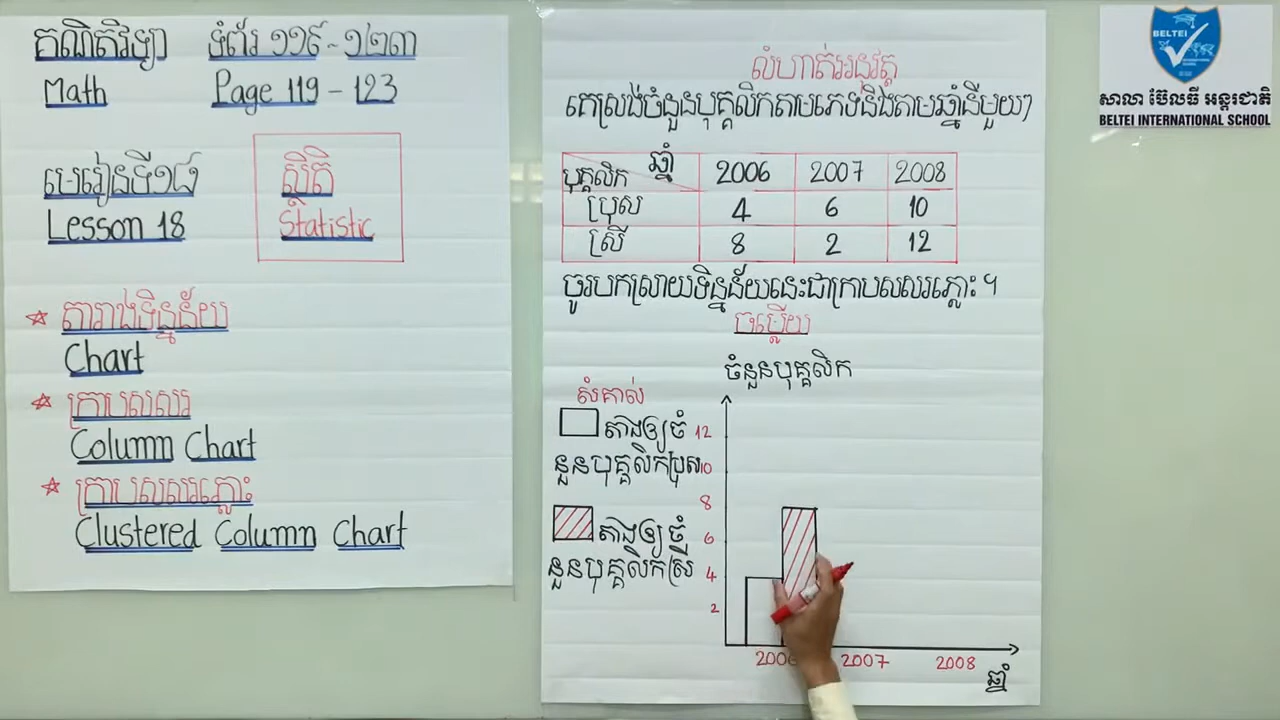 គណិតវិទ្យា ទំព័រ ១១៩ - ១២៣
Math Page 119 - 123
មេរៀនទី១៨
Lesson 18
ស្ថិតិ
Statistic
តារាងទិន្នន័យ
Chart
ក្រាបសសរ
Column Chart
ក្រាបសសរភ្លោះ
Clustered Column Chart
លំហាត់អនុវត្ត
គេស្រង់ចំនួនបុគ្គលិកតាមភេទនិងតាមឆ្នាំនីមួយៗ
ឆ្នាំ
បុគ្គលិក 2006 2007 2008
ប្រុស 4 6 10
ស្រី 8 2 12
ចូរបកស្រាយទិន្នន័យនេះជាក្រាបសសរភ្លោះ ។
ចម្លើយ
ចំនួនបុគ្គលិក
សំគាល់
តាងឲ្យចំ
នួនបុគ្គលិកប្រុស
តាងឲ្យចំ
នួនបុគ្គលិកស្រី
12
10
8
6
4
2
2006 2007 2008
ឆ្នាំ
BELTEI
សាលា ប៊ែលធី អន្តរជាតិ
BELTEI INTERNATIONAL SCHOOL